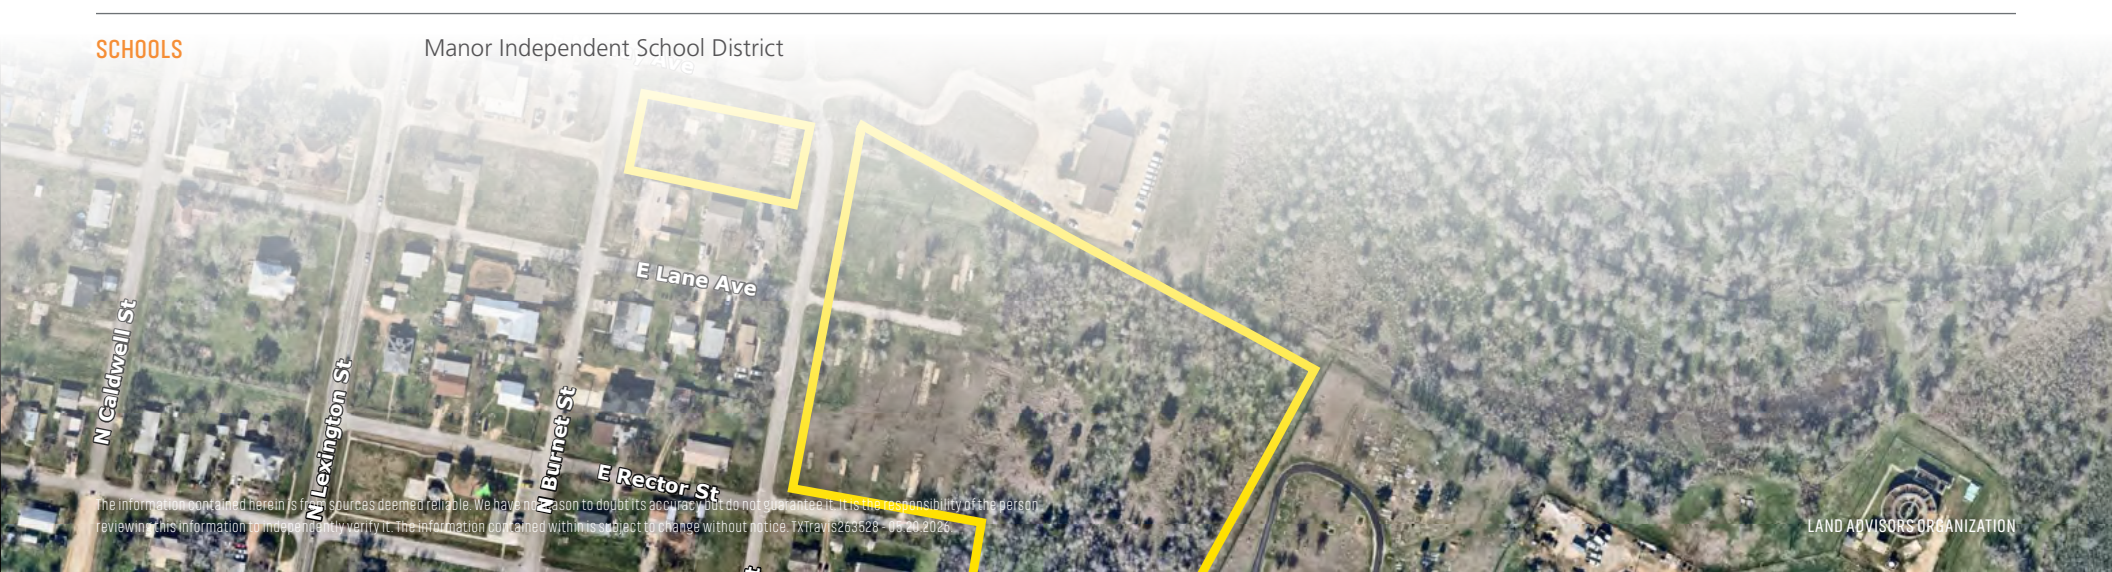 SCHOOLS
Manor Independent School District
Ave
E Lane Ave
N Caldwell St
N Lexington St
N Burnet St
E Rector St
The information contained herein is from sources deemed reliable. We have no reason to doubt its accuracy but do not guarantee it. It is the responsibility of the person
reviewing this information to independently verify it. The information contained within is subject to change without notice. TXTravis263528 - 05.20.2026
LAND ADVISORS ORGANIZATION